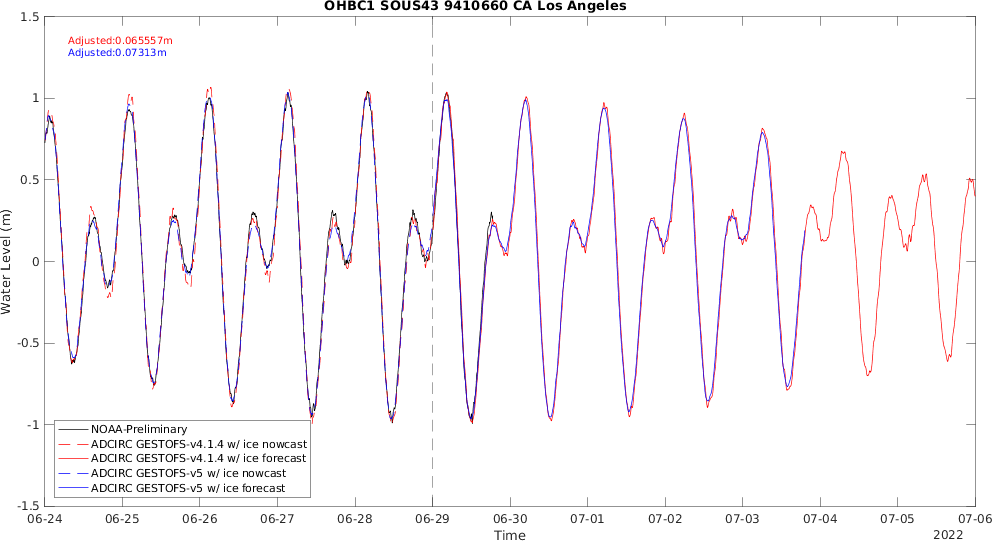 OHBC1 SOUS43 9410660 CA Los Angeles
1.5
Adjusted:0.065557m
Adjusted:0.07313m
1
0.5
Water Level (m)
0
-0.5
-1
NOAA-Preliminary
ADCIRC GESTOFS-v4.1.4 w/ ice nowcast
ADCIRC GESTOFS-v4.1.4 w/ ice forecast
ADCIRC GESTOFS-v5 w/ ice nowcast
ADCIRC GESTOFS-v5 w/ ice forecast
-1.5
06-24 06-25 06-26 06-27 06-28 06-29 06-30 07-01 07-02 07-03 07-04 07-05 07-06
Time
2022